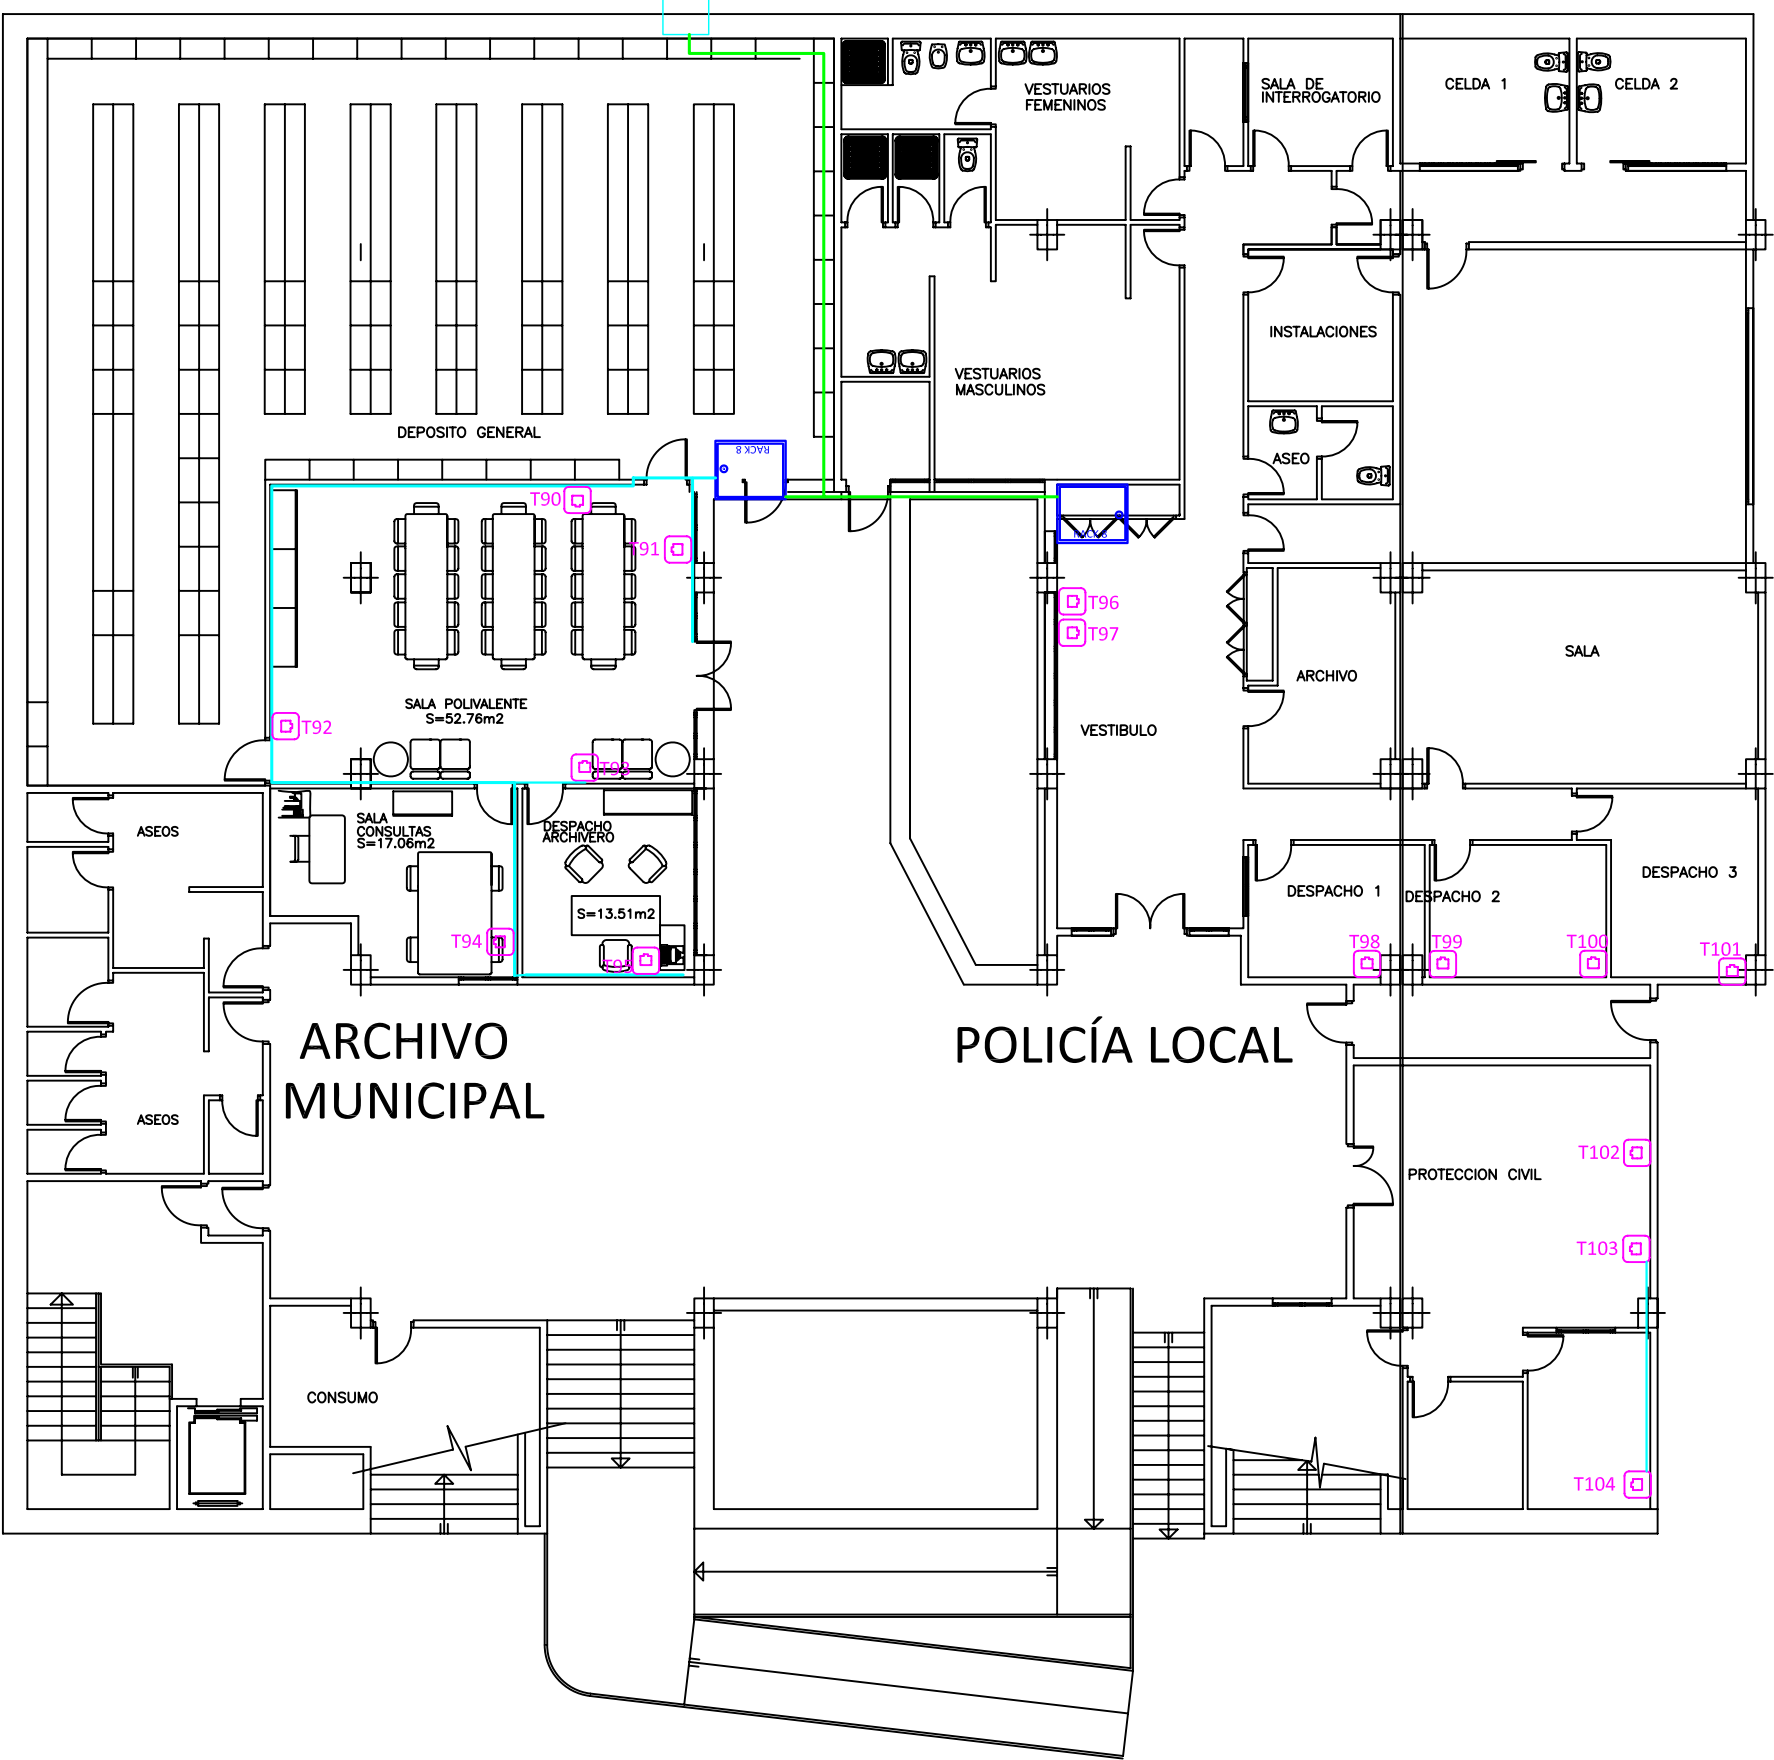 VESTUARIOS
FEMENINOS
SALA DE
INTERROGATORIO
CELDA 1
CELDA 2
INSTALACIONES
VESTUARIOS
MASCULINOS
DEPOSITO GENERAL
RACK 8
ASEO
T90
T91
RACK 8
T96
T97
SALA
ARCHIVO
SALA POLIVALENTE
S=52.76m2
T92
VESTIBULO
T93
SALA
CONSULTAS
S=17.06m2
DESPACHO
ARCHIVERO
ASEOS
DESPACHO 3
DESPACHO 1
DESPACHO 2
S=13.51m2
T94
T95
T98
T99
T100
T101
ARCHIVO
MUNICIPAL
POLICÍA LOCAL
ASEOS
T102
PROTECCION CIVIL
T103
CONSUMO
T104